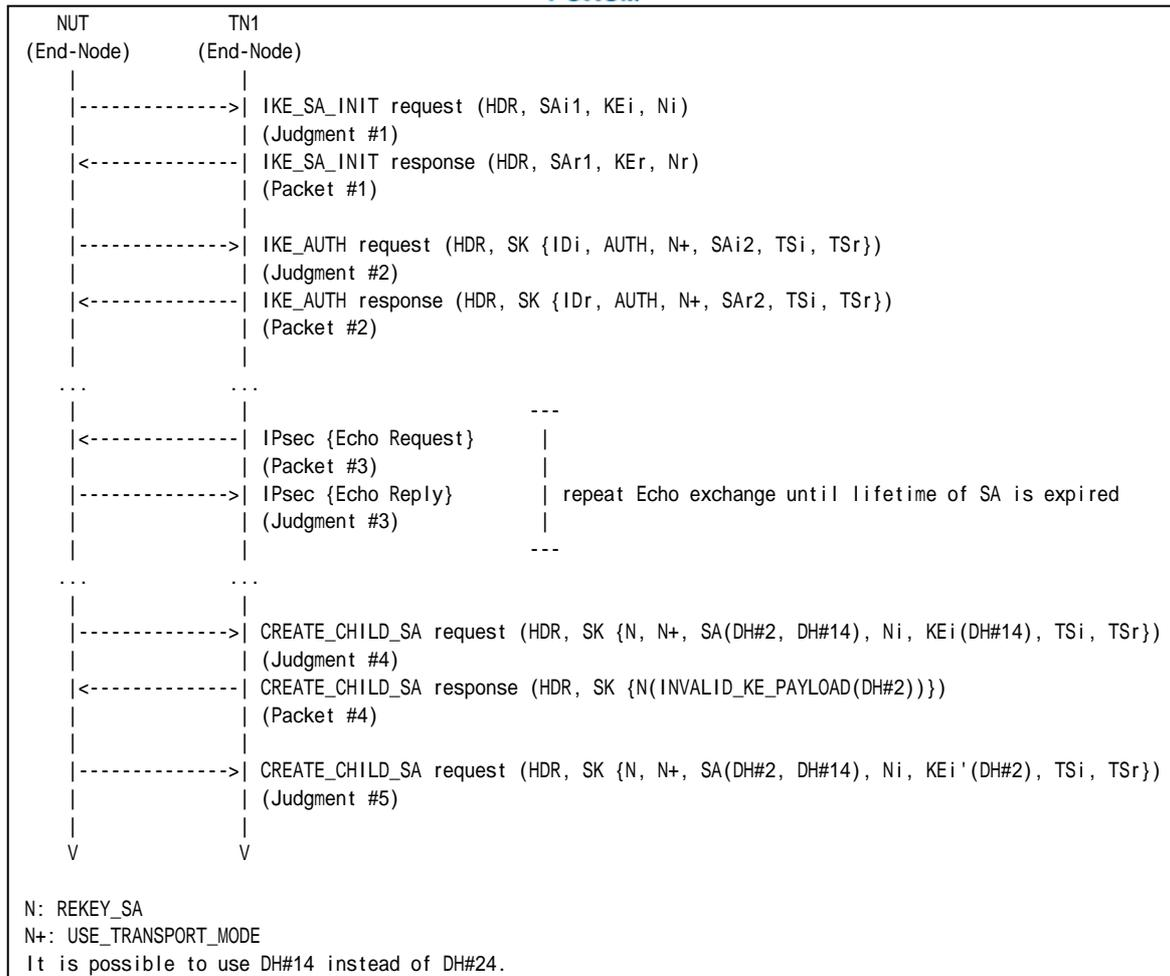 NUT TN1
(End-Node) (End-Node)
| |
|-------------->| IKE_SA_INIT request (HDR, SAi1, KEi, Ni)
| | (Judgment #1)
|<--------------| IKE_SA_INIT response (HDR, SAr1, KEr, Nr)
| | (Packet #1)
| |
|-------------->| IKE_AUTH request (HDR, SK {IDi, AUTH, N+, SAi2, TSi, TSr})
| | (Judgment #2)
|<--------------| IKE_AUTH response (HDR, SK {IDr, AUTH, N+, SAr2, TSi, TSr})
| | (Packet #2)
| |
... ...
| | ---
|<--------------| IPsec {Echo Request} |
| | (Packet #3) |
|-------------->| IPsec {Echo Reply} | repeat Echo exchange until lifetime of SA is expired
| | (Judgment #3) |
| | ---
... ...
| |
|-------------->| CREATE_CHILD_SA request (HDR, SK {N, N+, SA(DH#2, DH#14), Ni, KEi(DH#14), TSi, TSr})
| | (Judgment #4)
|<--------------| CREATE_CHILD_SA response (HDR, SK {N(INVALID_KE_PAYLOAD(DH#2))})
| | (Packet #4)
| |
|-------------->| CREATE_CHILD_SA request (HDR, SK {N, N+, SA(DH#2, DH#14), Ni, KEi'(DH#2), TSi, TSr})
| | (Judgment #5)
| |
V V
N: REKEY_SA
N+: USE_TRANSPORT_MODE
It is possible to use DH#14 instead of DH#24.